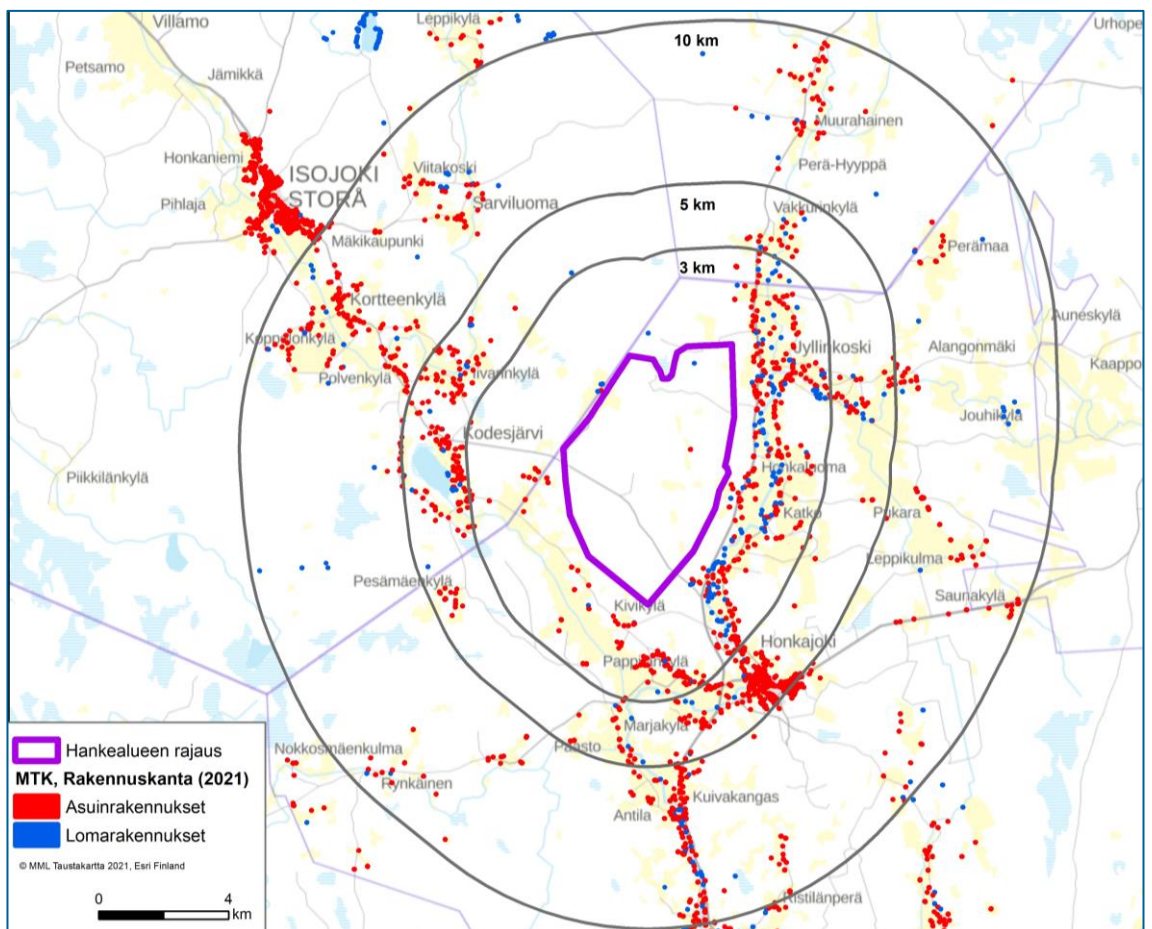 Villamo
Leppikylä
Urhope
10 km
Petsamo
Jämikkä
Muurahainen
Honkaniemi
ISOJOKI
STORÅ
Viitakoski
Perä-Hyyppä
Pihlaja
Sarviluoma
5 km
Vakkurinkylä
Mäkikaupunki
Perämaa
3 km
Kortteenkylä
Auneskylä
Koppelonkylä
Jyllinkoski
Alangonmäki
Kaappo
Polvenkylä
Iivarinkylä
Jouhikylä
Kodesjärvi
Piikkilänkylä
Honkaluoma
Katko
Pukara
Leppikulma
Pesämäenkylä
Saunakylä
Kivikylä
Honkajoki
Pappilankylä
Marjakylä
Nokkosmäenkulma
Paasto
Rynkäinen
Kuivakangas
Antila
Ristilänperä
Hankealueen rajaus
MTK, Rakennuskanta (2021)
Asuinrakennukset
Lomarakennukset
© MML Taustakartta 2021, Esri Finland
0 4
km